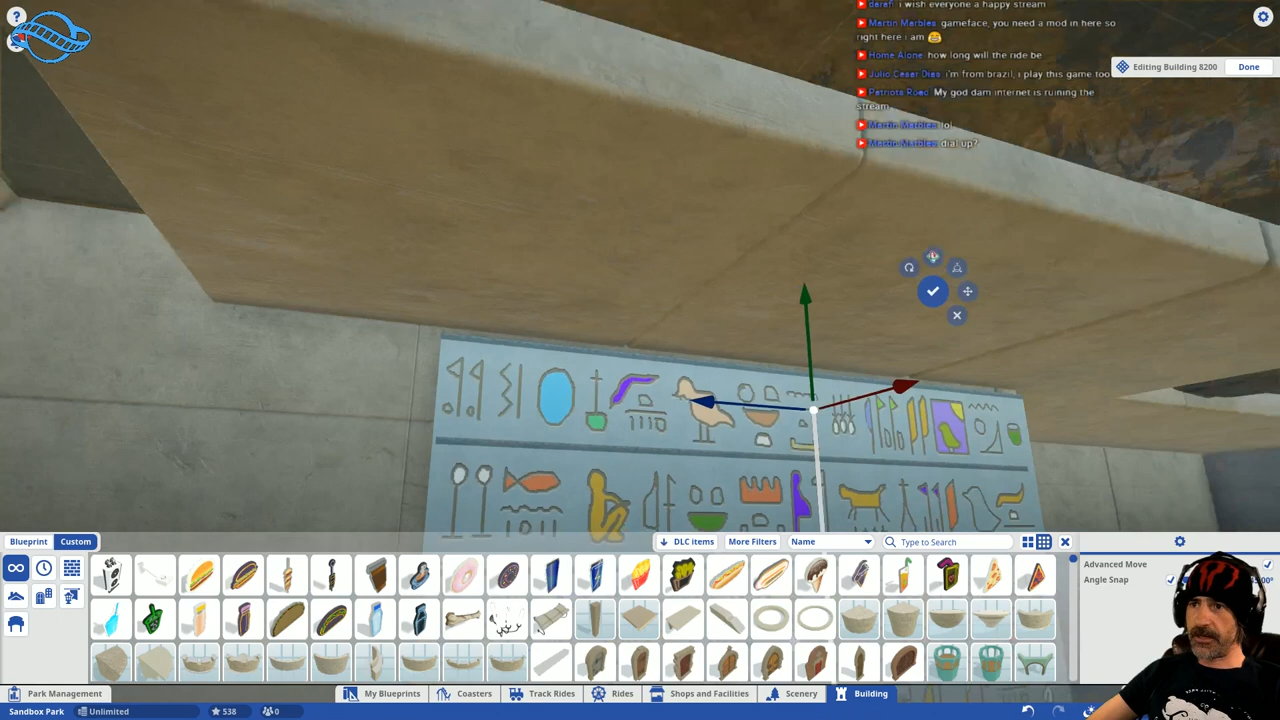 ?
darafi i wish everyone a happy stream
Martin Marbles gameface, you need a mod in here so
right here i am
Home Alone how long will the ride be
Julio Cesar Dias i'm from brazil, i play this game too
Patriots Road My god dam internet is ruining the
stream
Martin Marbles lol
Martin Marbles dial up?
Editing Building 8200
Done
Blueprint
Custom
DLC items
More Filters
Name
Type to Search
Advanced Move
Angle Snap
Park Management
My Blueprints
Coasters
Track Rides
Rides
Shops and Facilities
Scenery
Building
Sandbox Park
Unlimited
538
0